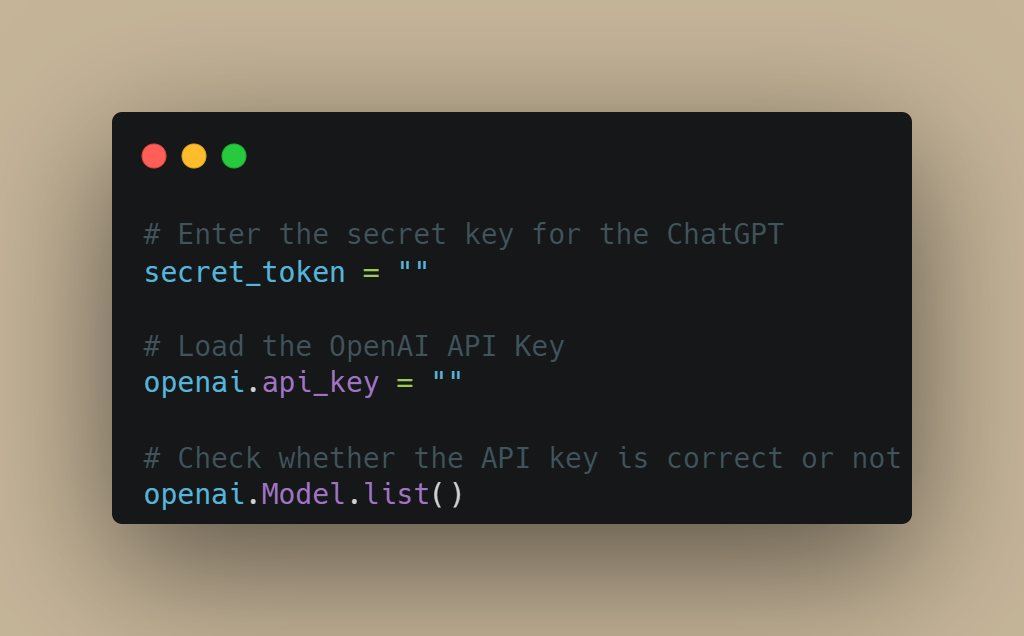 # Enter the secret key for the ChatGPT
secret_token = ""
# Load the OpenAI API Key
openai.api_key = ""
# Check whether the API key is correct or not
openai.Model.list()